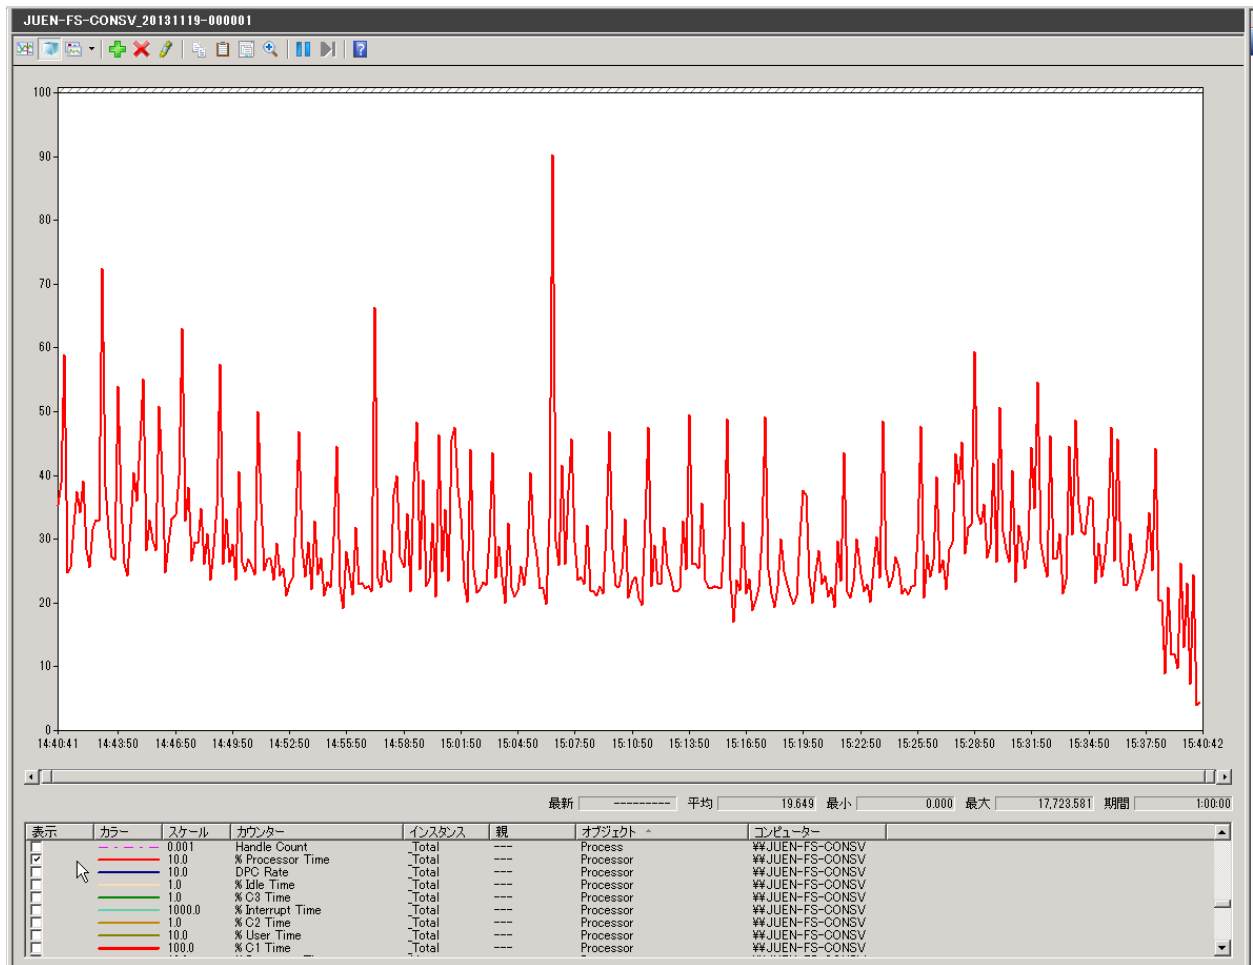 JUEN-FS-CONSV_20131119-000001
100
90
80
70
60
50
40
30
20
10
0
14:40:41 14:43:50 14:46:50 14:49:50 14:52:50 14:55:50 14:58:50 15:01:50 15:04:50 15:07:50 15:10:50 15:13:50 15:16:50 15:19:50 15:22:50 15:25:50 15:28:50 15:31:50 15:34:50 15:37:50 15:40:42
最新 ---------- 平均 19.649 最小 0.000 最大 17,723.581 期間 1:00:00
表示 カラー スケール カウンター インスタンス 親 オブジェクト コンピューター
0.001 Handle Count _Total --- Process ¥¥JUEN-FS-CONSV
10.0 % Processor Time _Total --- Processor ¥¥JUEN-FS-CONSV
10.0 DPC Rate _Total --- Processor ¥¥JUEN-FS-CONSV
1.0 % Idle Time _Total --- Processor ¥¥JUEN-FS-CONSV
1.0 % C3 Time _Total --- Processor ¥¥JUEN-FS-CONSV
1000.0 % Interrupt Time _Total --- Processor ¥¥JUEN-FS-CONSV
1.0 % C2 Time _Total --- Processor ¥¥JUEN-FS-CONSV
10.0 % User Time _Total --- Processor ¥¥JUEN-FS-CONSV
100.0 % C1 Time _Total --- Processor ¥¥JUEN-FS-CONSV